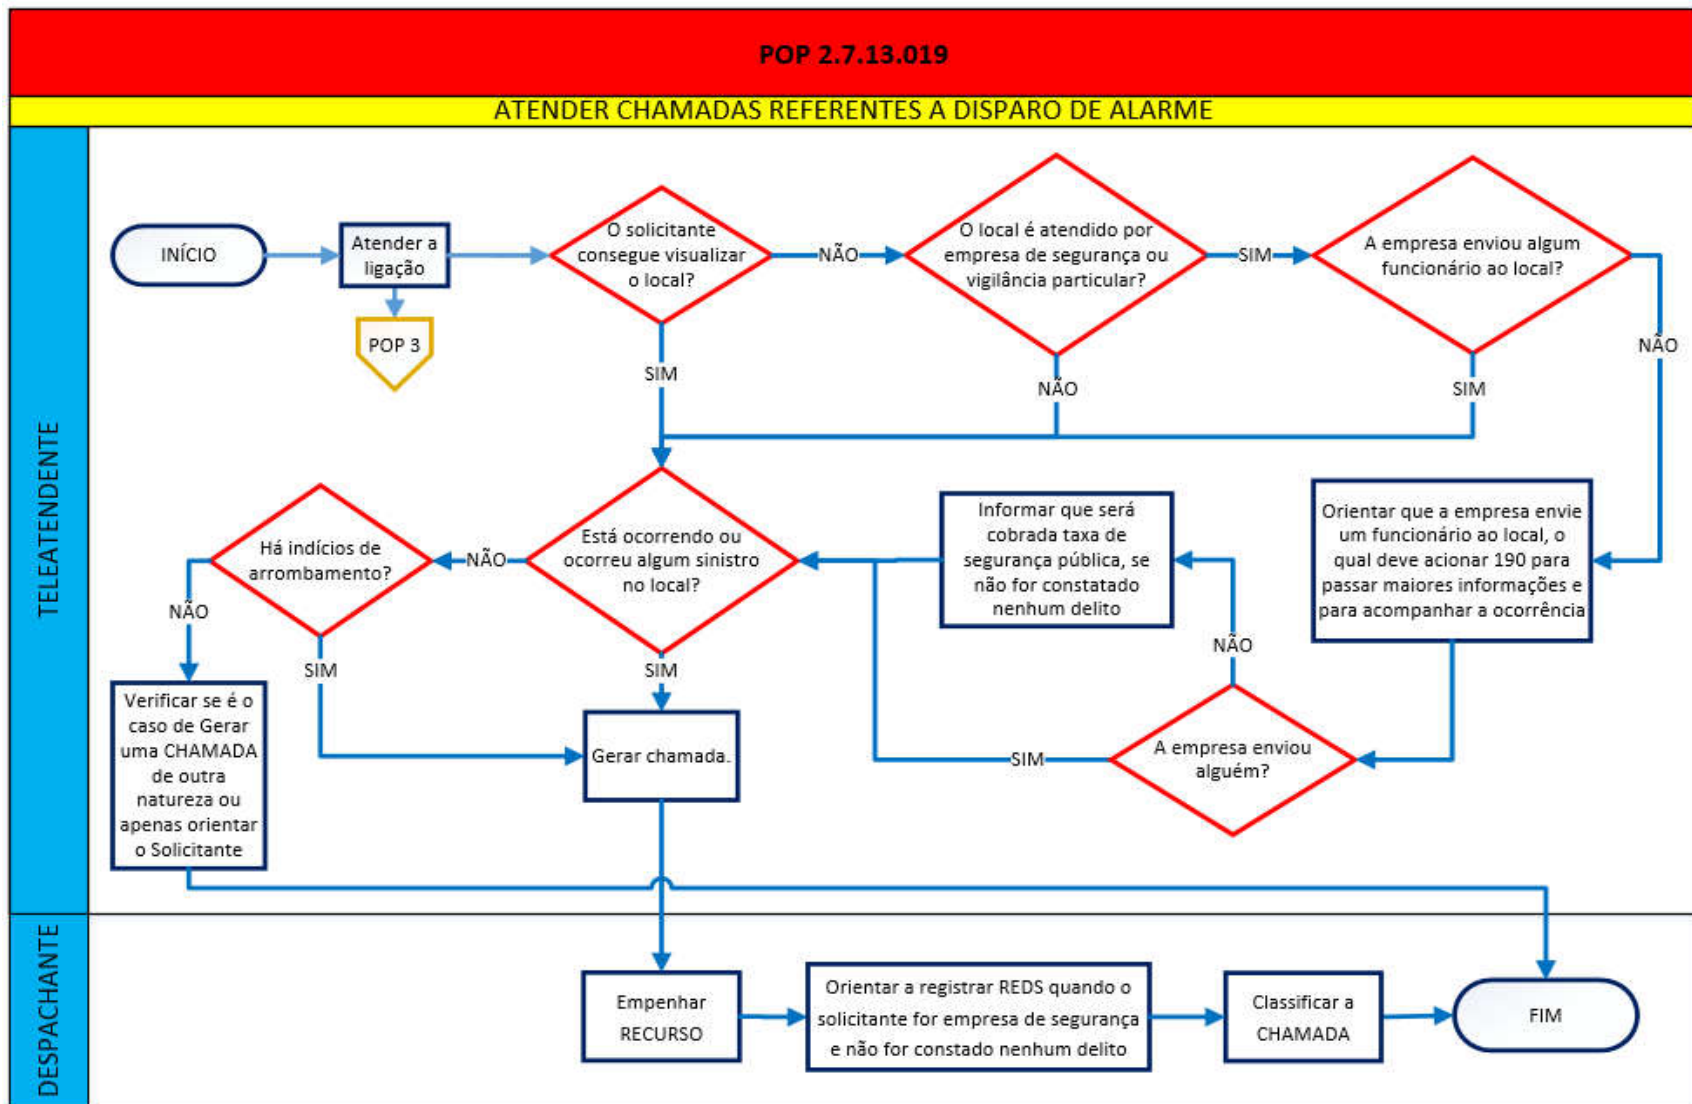 POP 2.7.13.019
ATENDER CHAMADAS REFERENTES A DISPARO DE ALARME
TELEATENDENTE
INÍCIO
Atender a
ligação
POP 3
O solicitante
consegue visualizar
o local?
NÃO
SIM
O local é atendido por
empresa de segurança ou
vigilância particular?
SIM
NÃO
A empresa enviou algum
funcionário ao local?
NÃO
SIM
Há indícios de
arrombamento?
NÃO
SIM
NÃO
Está ocorrendo ou
ocorreu algum sinistro
no local?
SIM
Informar que será
cobrada taxa de
segurança pública, se
não for constatado
nenhum delito
Orientar que a empresa envie
um funcionário ao local, o
qual deve acionar 190 para
passar maiores informações e
para acompanhar a ocorrência
NÃO
Verificar se é o
caso de Gerar
uma CHAMADA
de outra
natureza ou
apenas orientar
o Solicitante
Gerar chamada.
SIM
A empresa enviou
alguém?
DESPACHANTE
Empenhar
RECURSO
Orientar a registrar REDS quando o
solicitante for empresa de segurança
e não for constado nenhum delito
Classificar a
CHAMADA
FIM